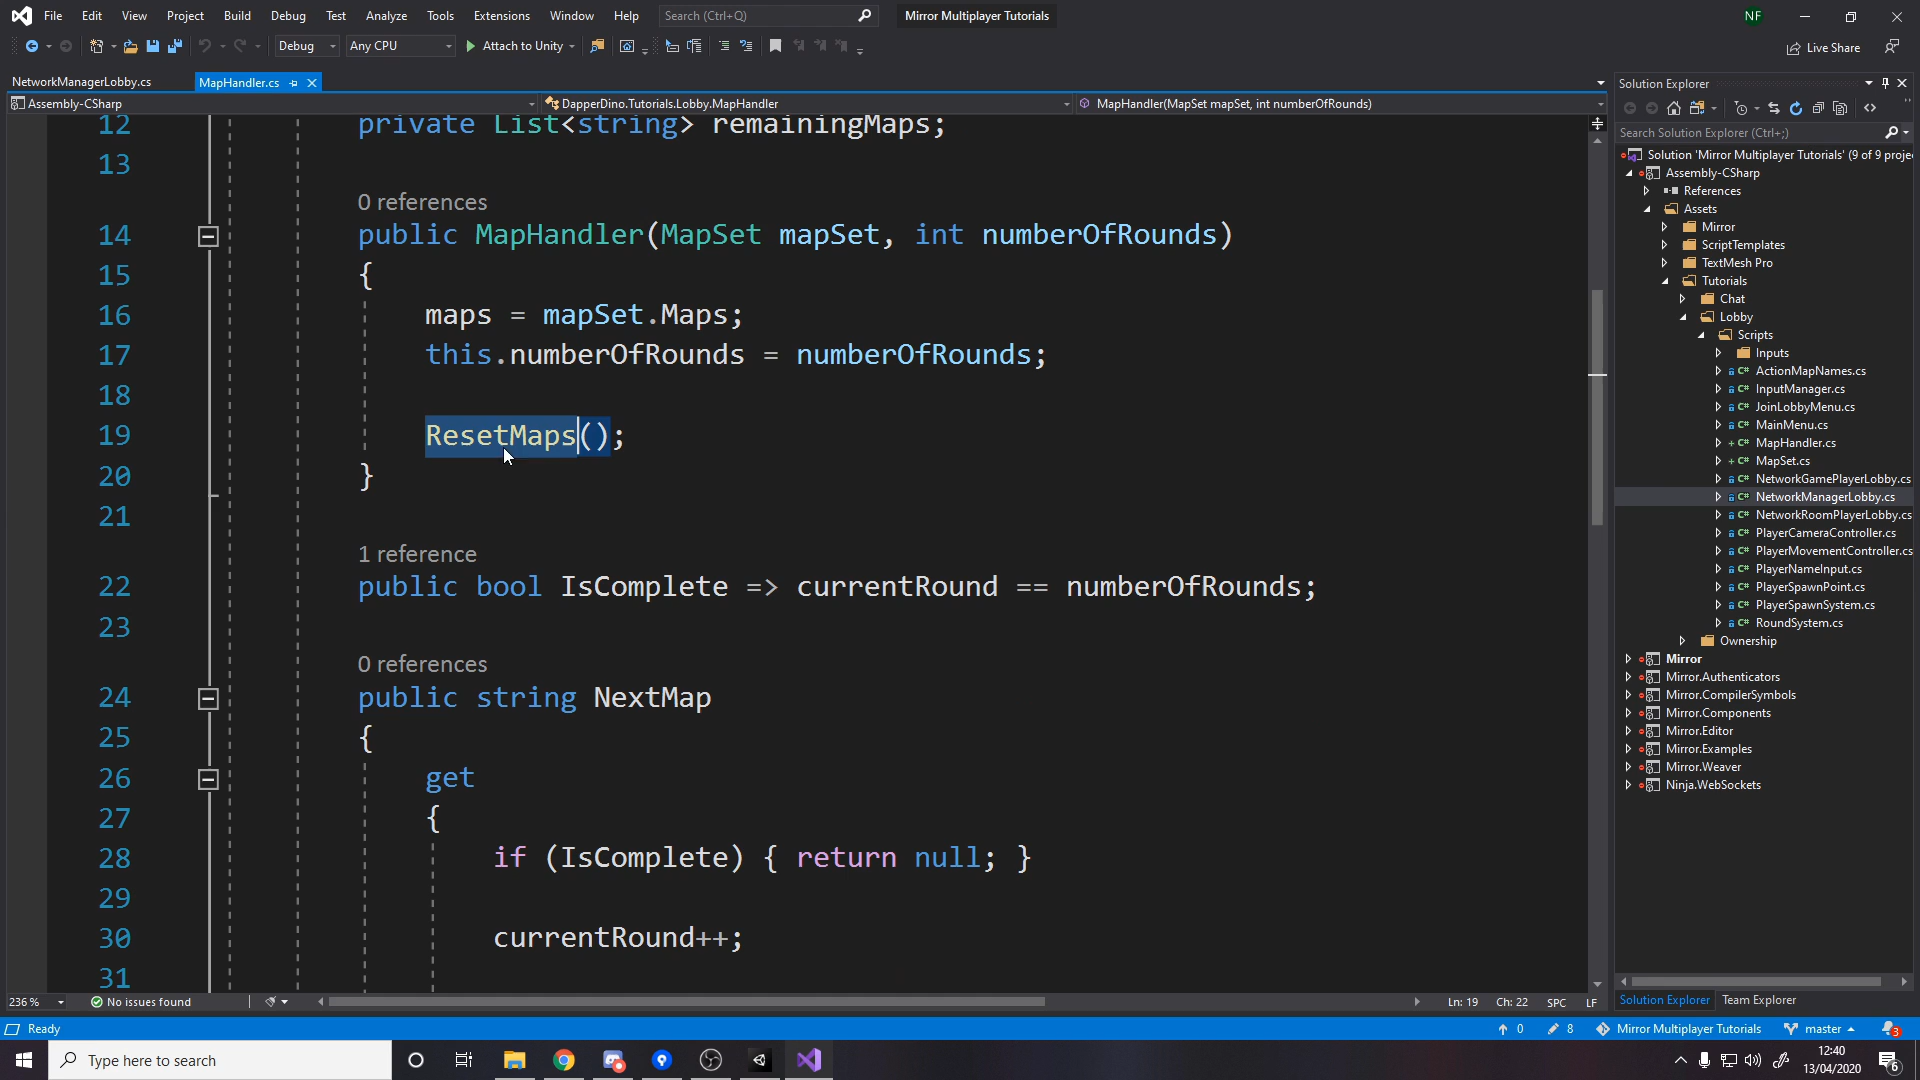 File Edit View Project Build Debug Test Analyze Tools Extensions Window Help Search (Ctrl+Q) Mirror Multiplayer Tutorials NF
Debug Any CPU Attach to Unity Live Share
NetworkManagerLobby.cs MapHandler.cs
Assembly-CSharp DapperDino.Tutorials.Lobby.MapHandler MapHandler(MapSet mapSet, int numberOfRounds)
12 private List<string> remainingMaps;
13
0 references
14 public MapHandler(MapSet mapSet, int numberOfRounds)
15 {
16 maps = mapSet.Maps;
17 this.numberOfRounds = numberOfRounds;
18
19 ResetMaps();
20 }
21
1 reference
22 public bool IsComplete => currentRound == numberOfRounds;
23
0 references
24 public string NextMap
25 {
26 get
27 {
28 if (IsComplete) { return null; }
29
30 currentRound++;
31
236 % No issues found Ln: 19 Ch: 22 SPC LF
Solution Explorer
Search Solution Explorer (Ctrl+;)
Solution 'Mirror Multiplayer Tutorials' (9 of 9 proje
Assembly-CSharp
References
Assets
Mirror
ScriptTemplates
TextMesh Pro
Tutorials
Chat
Lobby
Scripts
Inputs
C# ActionMapNames.cs
C# InputManager.cs
C# JoinLobbyMenu.cs
C# MainMenu.cs
+ C# MapHandler.cs
+ C# MapSet.cs
C# NetworkGamePlayerLobby.cs
C# NetworkManagerLobby.cs
C# NetworkRoomPlayerLobby.cs
C# PlayerCameraController.cs
C# PlayerMovementController.cs
C# PlayerNameInput.cs
C# PlayerSpawnPoint.cs
C# PlayerSpawnSystem.cs
C# RoundSystem.cs
Ownership
Mirror
Mirror.Authenticators
Mirror.CompilerSymbols
Mirror.Components
Mirror.Editor
Mirror.Examples
Mirror.Weaver
Ninja.WebSockets
Solution Explorer Team Explorer
Ready 0 8 Mirror Multiplayer Tutorials master 3
Type here to search
12:40
13/04/2020
6